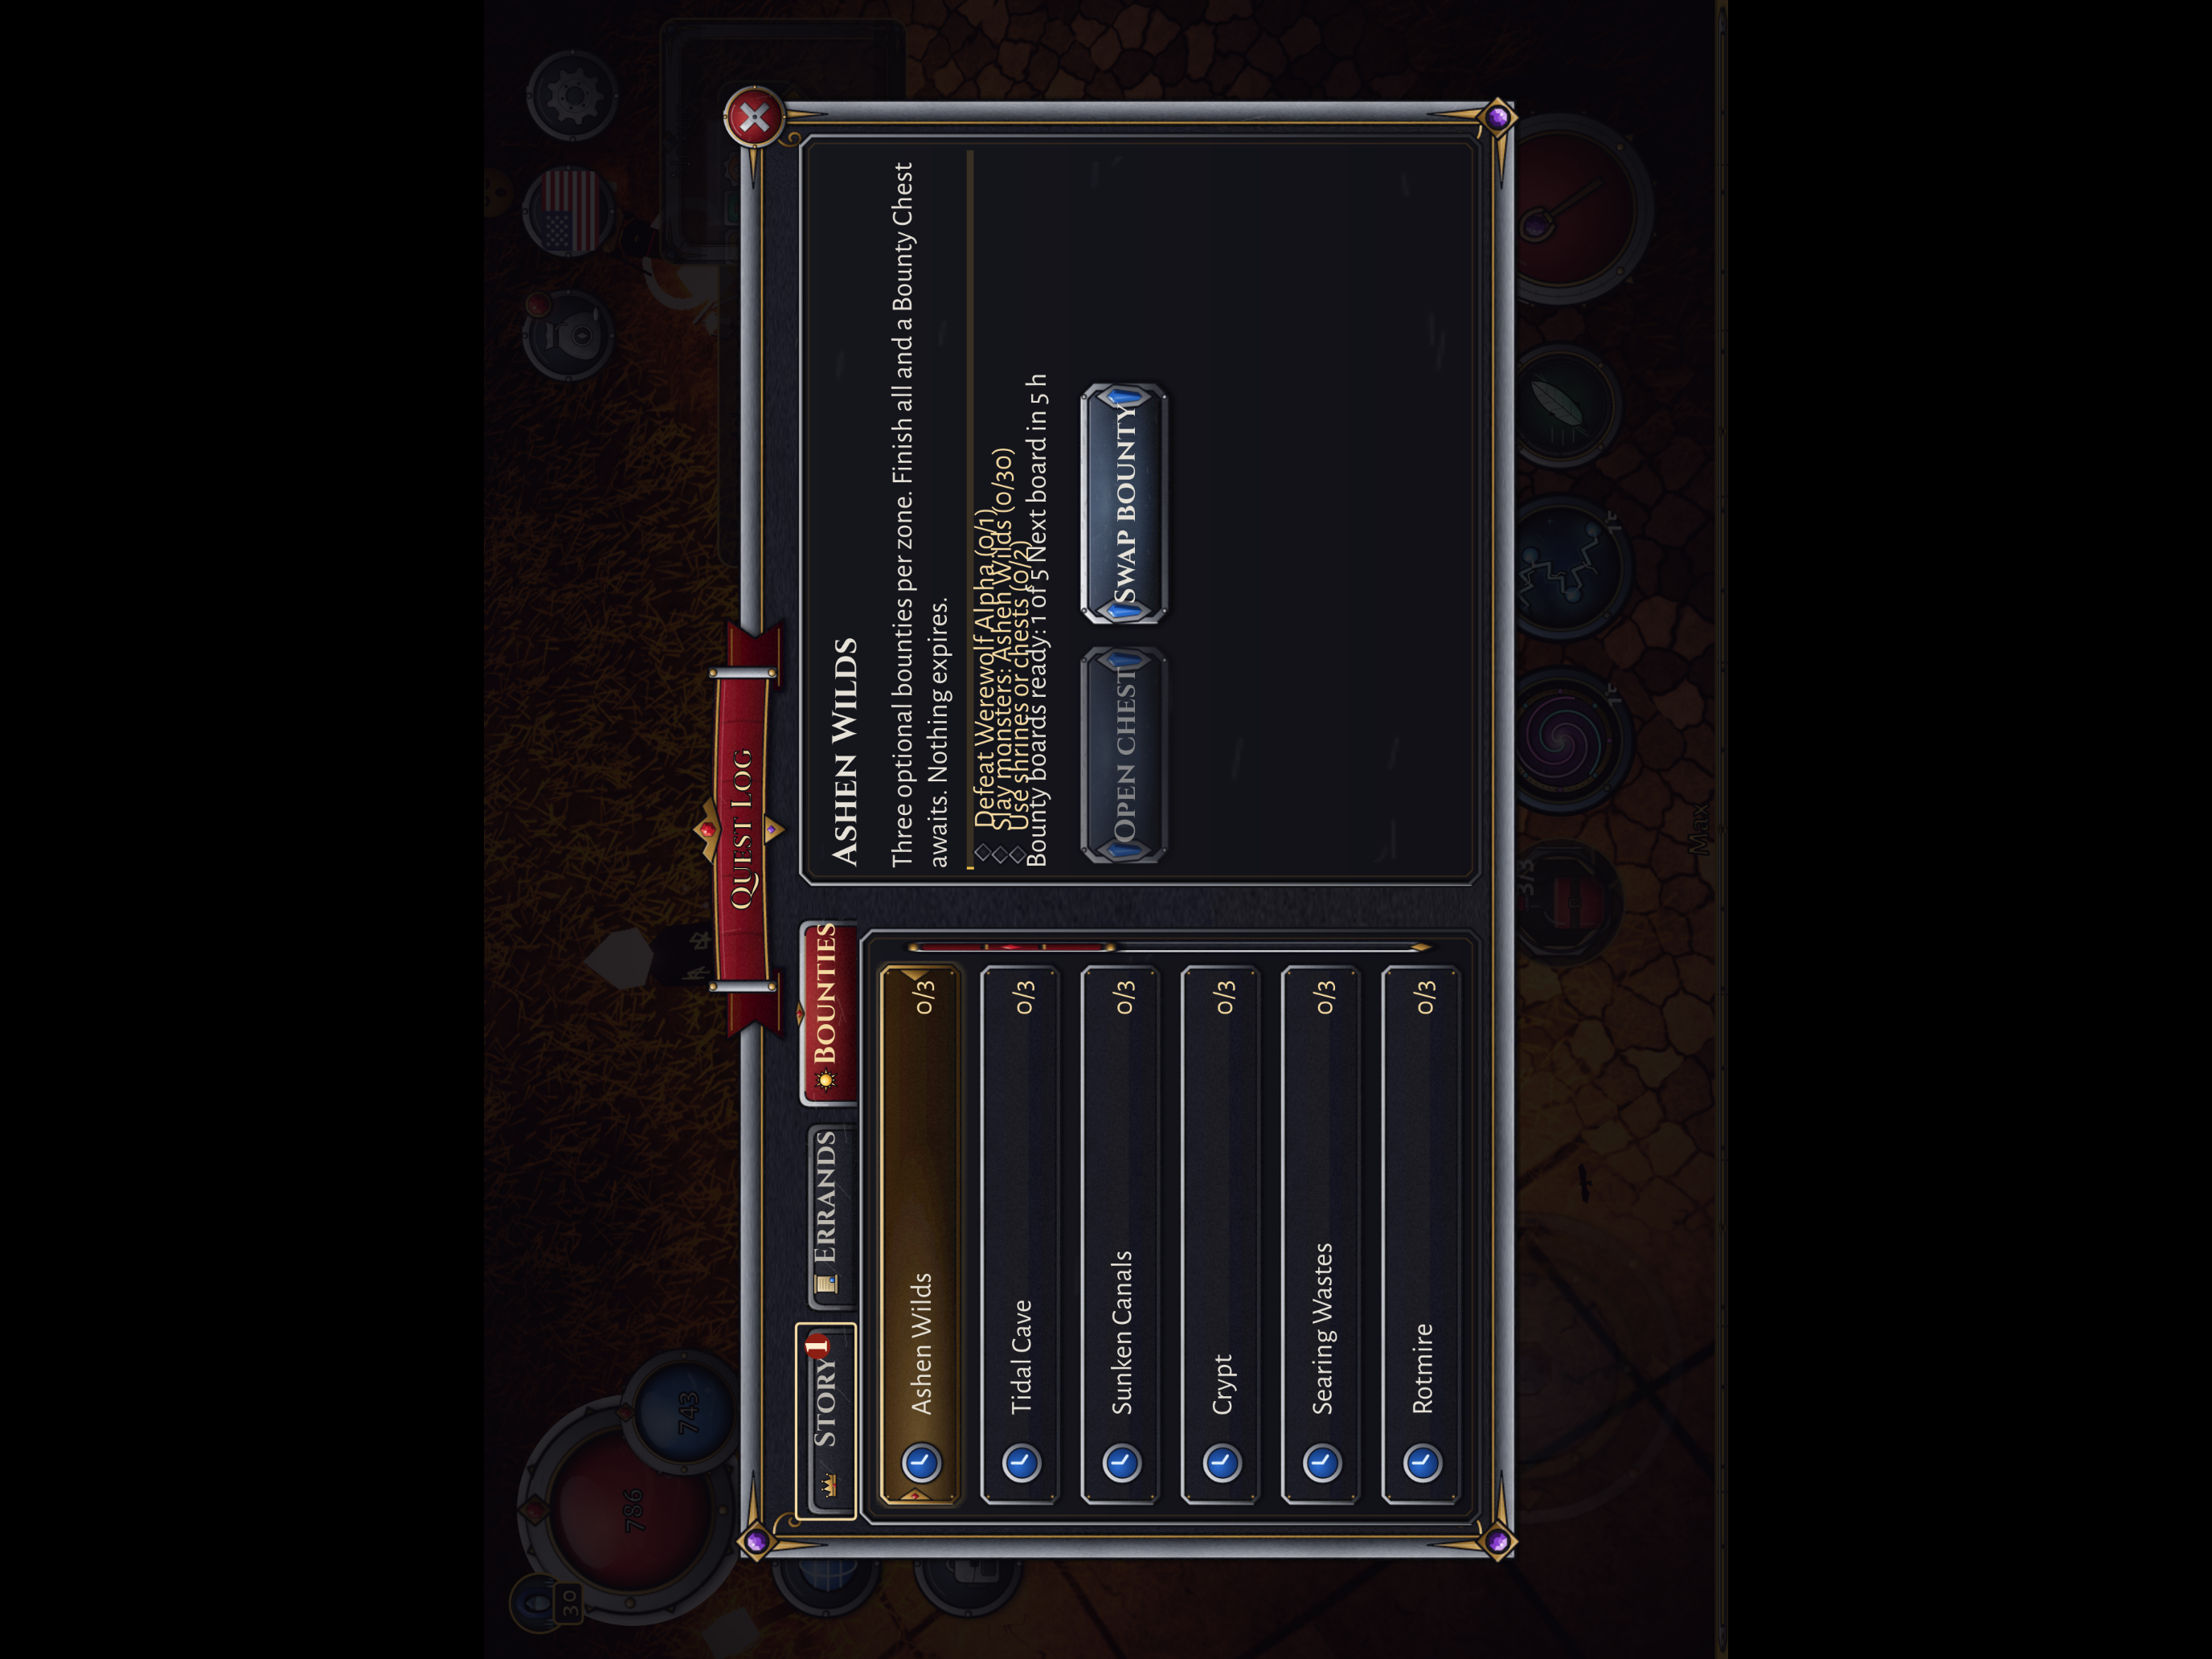 30
786
743
QUEST LOG
STORY 1
ERRANDS
BOUNTIES
Ashen Wilds 0/3
Tidal Cave 0/3
Sunken Canals 0/3
Crypt 0/3
Searing Wastes 0/3
Rotmire 0/3
ASHEN WILDS
Three optional bounties per zone. Finish all and a Bounty Chest
awaits. Nothing expires.
Defeat Werewolf Alpha (0/1)
Slay monsters: Ashen Wilds (0/30)
Use shrines or chests (0/2)
Bounty boards ready: 1 of 5 Next board in 5 h
OPEN CHEST
SWAP BOUNTY
3/3
Max